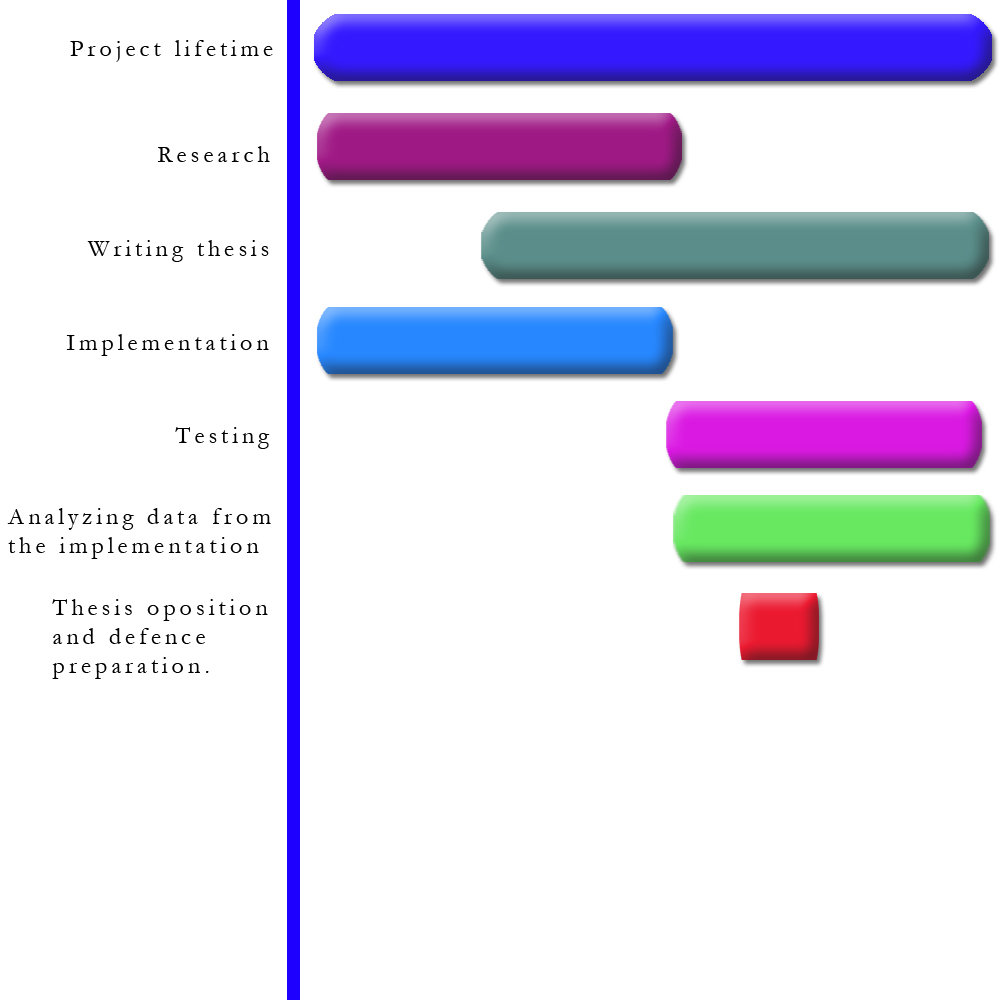 Project lifetime
Research
Writing thesis
Implementation
Testing
Analyzing data from
the implementation
Thesis oposition
and defence
preparation.